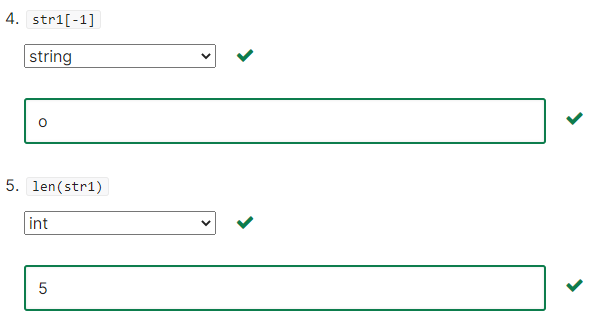 4. str1[-1]
string
o
5. len(str1)
int
5